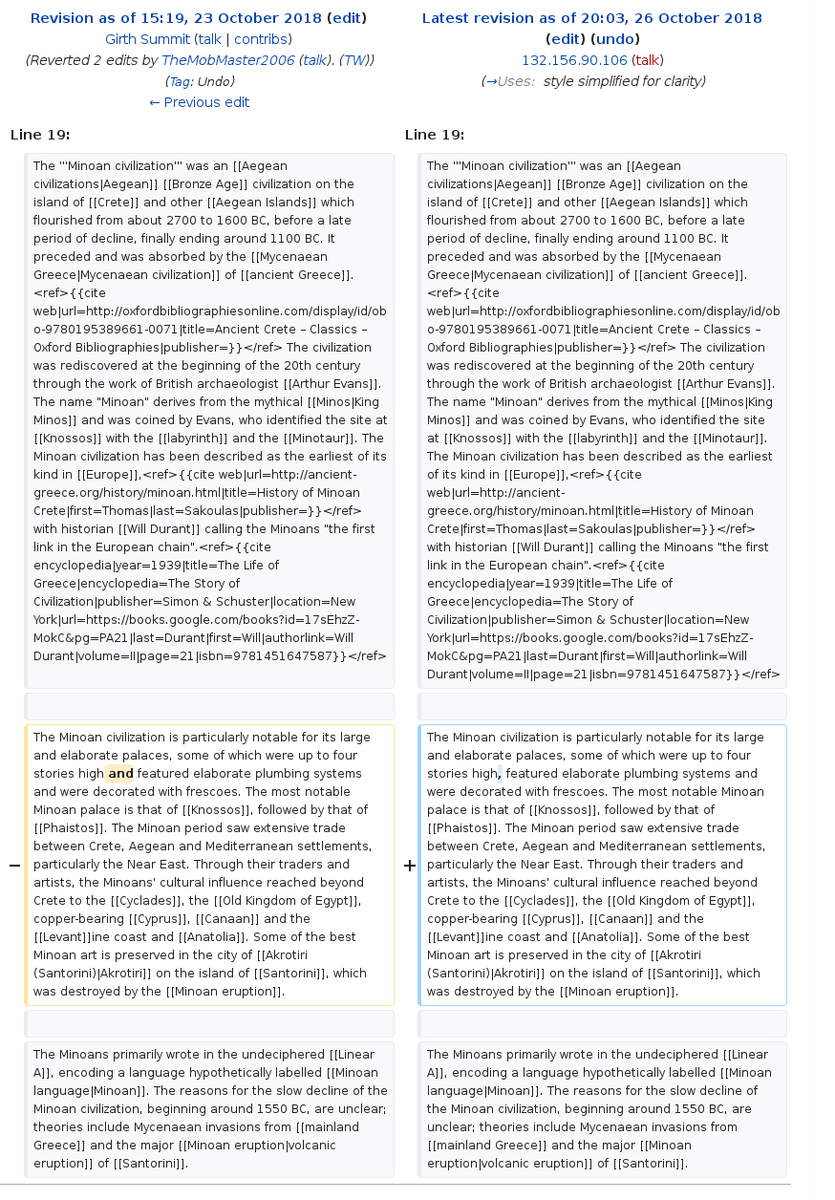 Revision as of 15:19, 23 October 2018 (edit)
Girth Summit (talk | contribs)
(Reverted 2 edits by TheMobMaster2006 (talk). (TW))
(Tag: Undo)
← Previous edit
Latest revision as of 20:03, 26 October 2018
(edit) (undo)
132.156.90.106 (talk)
(→Uses: style simplified for clarity)
Line 19:
The '''Minoan civilization''' was an [[Aegean
civilizations|Aegean]] [[Bronze Age]] civilization on the
island of [[Crete]] and other [[Aegean Islands]] which
flourished from about 2700 to 1600 BC, before a late
period of decline, finally ending around 1100 BC. It
preceded and was absorbed by the [[Mycenaean
Greece|Mycenaean civilization]] of [[ancient Greece]].
<ref>{{cite
web|url=http://oxfordbibliographiesonline.com/display/id/ob
o-9780195389661-0071|title=Ancient Crete – Classics –
Oxford Bibliographies|publisher=}}</ref> The civilization
was rediscovered at the beginning of the 20th century
through the work of British archaeologist [[Arthur Evans]].
The name "Minoan" derives from the mythical [[Minos|King
Minos]] and was coined by Evans, who identified the site at
[[Knossos]] with the [[labyrinth]] and the [[Minotaur]]. The
Minoan civilization has been described as the earliest of its
kind in [[Europe]],<ref>{{cite web|url=http://ancient-
greece.org/history/minoan.html|title=History of Minoan
Crete|first=Thomas|last=Sakoulas|publisher=}}</ref>
with historian [[Will Durant]] calling the Minoans "the first
link in the European chain".<ref>{{cite
encyclopedia|year=1939|title=The Life of
Greece|encyclopedia=The Story of
Civilization|publisher=Simon & Schuster|location=New
York|url=https://books.google.com/books?id=17sEhzZ-
MokC&pg=PA21|last=Durant|first=Will|authorlink=Will
Durant|volume=II|page=21|isbn=9781451647587}}</ref>
Line 19:
The '''Minoan civilization''' was an [[Aegean
civilizations|Aegean]] [[Bronze Age]] civilization on the
island of [[Crete]] and other [[Aegean Islands]] which
flourished from about 2700 to 1600 BC, before a late
period of decline, finally ending around 1100 BC. It
preceded and was absorbed by the [[Mycenaean
Greece|Mycenaean civilization]] of [[ancient Greece]].
<ref>{{cite
web|url=http://oxfordbibliographiesonline.com/display/id/ob
o-9780195389661-0071|title=Ancient Crete – Classics –
Oxford Bibliographies|publisher=}}</ref> The civilization
was rediscovered at the beginning of the 20th century
through the work of British archaeologist [[Arthur Evans]].
The name "Minoan" derives from the mythical [[Minos|King
Minos]] and was coined by Evans, who identified the site
at [[Knossos]] with the [[labyrinth]] and the [[Minotaur]].
The Minoan civilization has been described as the earliest
of its kind in [[Europe]],<ref>{{cite
web|url=http://ancient-
greece.org/history/minoan.html|title=History of Minoan
Crete|first=Thomas|last=Sakoulas|publisher=}}</ref>
with historian [[Will Durant]] calling the Minoans "the first
link in the European chain".<ref>{{cite
encyclopedia|year=1939|title=The Life of
Greece|encyclopedia=The Story of
Civilization|publisher=Simon & Schuster|location=New
York|url=https://books.google.com/books?id=17sEhzZ-
MokC&pg=PA21|last=Durant|first=Will|authorlink=Will
Durant|volume=II|page=21|isbn=9781451647587}}</ref>
−
The Minoan civilization is particularly notable for its large
and elaborate palaces, some of which were up to four
stories high and featured elaborate plumbing systems
and were decorated with frescoes. The most notable
Minoan palace is that of [[Knossos]], followed by that of
[[Phaistos]]. The Minoan period saw extensive trade
between Crete, Aegean and Mediterranean settlements,
particularly the Near East. Through their traders and
artists, the Minoans' cultural influence reached beyond
Crete to the [[Cyclades]], the [[Old Kingdom of Egypt]],
copper-bearing [[Cyprus]], [[Canaan]] and the
[[Levant]]ine coast and [[Anatolia]]. Some of the best
Minoan art is preserved in the city of [[Akrotiri
(Santorini)|Akrotiri]] on the island of [[Santorini]], which
was destroyed by the [[Minoan eruption]].
+
The Minoan civilization is particularly notable for its large
and elaborate palaces, some of which were up to four
stories high, featured elaborate plumbing systems and
were decorated with frescoes. The most notable Minoan
palace is that of [[Knossos]], followed by that of
[[Phaistos]]. The Minoan period saw extensive trade
between Crete, Aegean and Mediterranean settlements,
particularly the Near East. Through their traders and
artists, the Minoans' cultural influence reached beyond
Crete to the [[Cyclades]], the [[Old Kingdom of Egypt]],
copper-bearing [[Cyprus]], [[Canaan]] and the
[[Levant]]ine coast and [[Anatolia]]. Some of the best
Minoan art is preserved in the city of [[Akrotiri
(Santorini)|Akrotiri]] on the island of [[Santorini]], which
was destroyed by the [[Minoan eruption]].
The Minoans primarily wrote in the undeciphered [[Linear
A]], encoding a language hypothetically labelled [[Minoan
language|Minoan]]. The reasons for the slow decline of the
Minoan civilization, beginning around 1550 BC, are unclear;
theories include Mycenaean invasions from [[mainland
Greece]] and the major [[Minoan eruption|volcanic
eruption]] of [[Santorini]].
The Minoans primarily wrote in the undeciphered [[Linear
A]], encoding a language hypothetically labelled [[Minoan
language|Minoan]]. The reasons for the slow decline of
the Minoan civilization, beginning around 1550 BC, are
unclear; theories include Mycenaean invasions from
[[mainland Greece]] and the major [[Minoan
eruption|volcanic eruption]] of [[Santorini]].